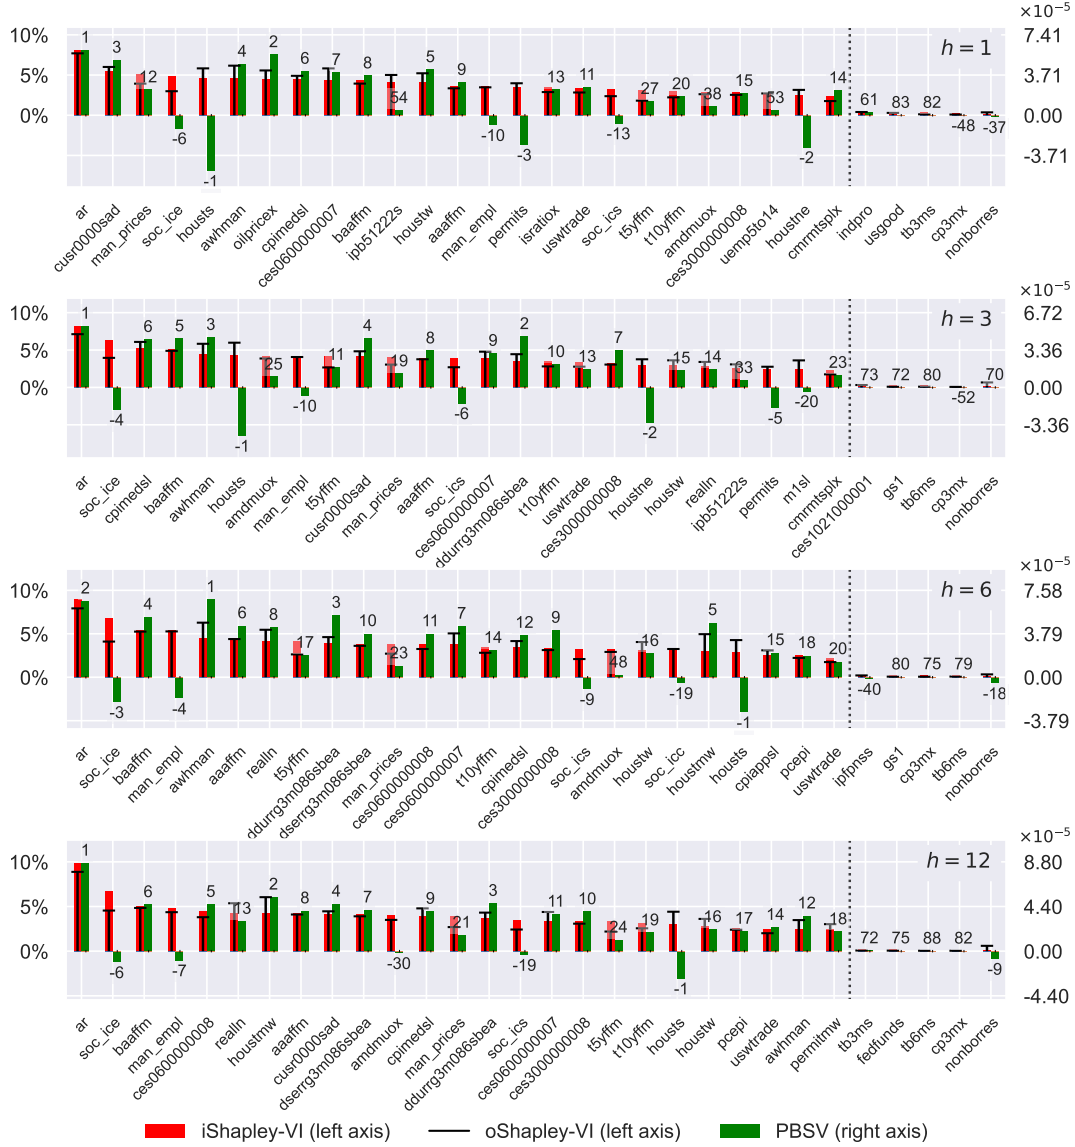 ×10⁻⁵
10% 7.41
h = 1
5% 3.71
0% 0.00
-3.71
1 3 12 -6 -1 4 2 6 7 8 54 5 9 -10 -3 13 11 -13 27 20 38 15 53 -2 14 61 83 82 -48 -37
ar cusr0000sad man_prices soc_ice housts awhman oilpricex cpimedsl ces0600000007 baaffm ipb51222s houstw aaaffm man_empl permits isratiox uswtrade soc_ics t5yffm t10yffm amdmuox ces3000000008 uemp5to14 houstne cmrmtsplx indpro usgood tb3ms cp3mx nonborres
×10⁻⁵
10% 6.72
h = 3
5% 3.36
0% 0.00
-3.36
1 -4 6 5 3 -1 25 -10 11 4 19 8 -6 9 2 10 13 7 -2 15 14 33 -5 -20 23 73 72 80 -52 70
ar soc_ice cpimedsl baaffm awhman housts amdmuox man_empl t5yffm cusr0000sad man_prices aaaffm soc_ics ces0600000007 ddurrg3m086sbea t10yffm uswtrade ces3000000008 houstne houstw realln ipb51222s permits m1sl cmrmtsplx ces1021000001 gs1 tb6ms cp3mx nonborres
×10⁻⁵
10% 7.58
h = 6
5% 3.79
0% 0.00
-3.79
2 -3 4 -4 1 6 8 17 3 10 23 11 7 14 12 9 -9 48 46 -19 5 -1 15 18 20 -40 80 75 79 -18
ar soc_ice baaffm man_empl awhman aaaffm realln t5yffm ddurrg3m086sbea dserrg3m086sbea man_prices ces0600000008 ces0600000007 t10yffm cpimedsl ces3000000008 soc_ics amdmuox houstw soc_icc houstmw housts cpiappsl pcepi uswtrade ipfpnss gs1 cp3mx tb6ms nonborres
×10⁻⁵
10% 8.80
h = 12
5% 4.40
0% 0.00
-4.40
1 -6 6 -7 5 13 2 8 4 7 -30 9 21 3 -19 11 10 24 19 -1 16 17 14 12 18 72 75 88 82 -9
ar soc_ice baaffm man_empl ces0600000008 realln houstmw aaaffm cusr0000sad dserrg3m086sbea amdmuox cpimedsl man_prices ddurrg3m086sbea soc_ics ces0600000007 ces3000000008 t5yffm t10yffm housts houstw pcepi uswtrade awhman permitmw tb3ms fedfunds tb6ms cp3mx nonborres
iShapley-VI (left axis) oShapley-VI (left axis) PBSV (right axis)